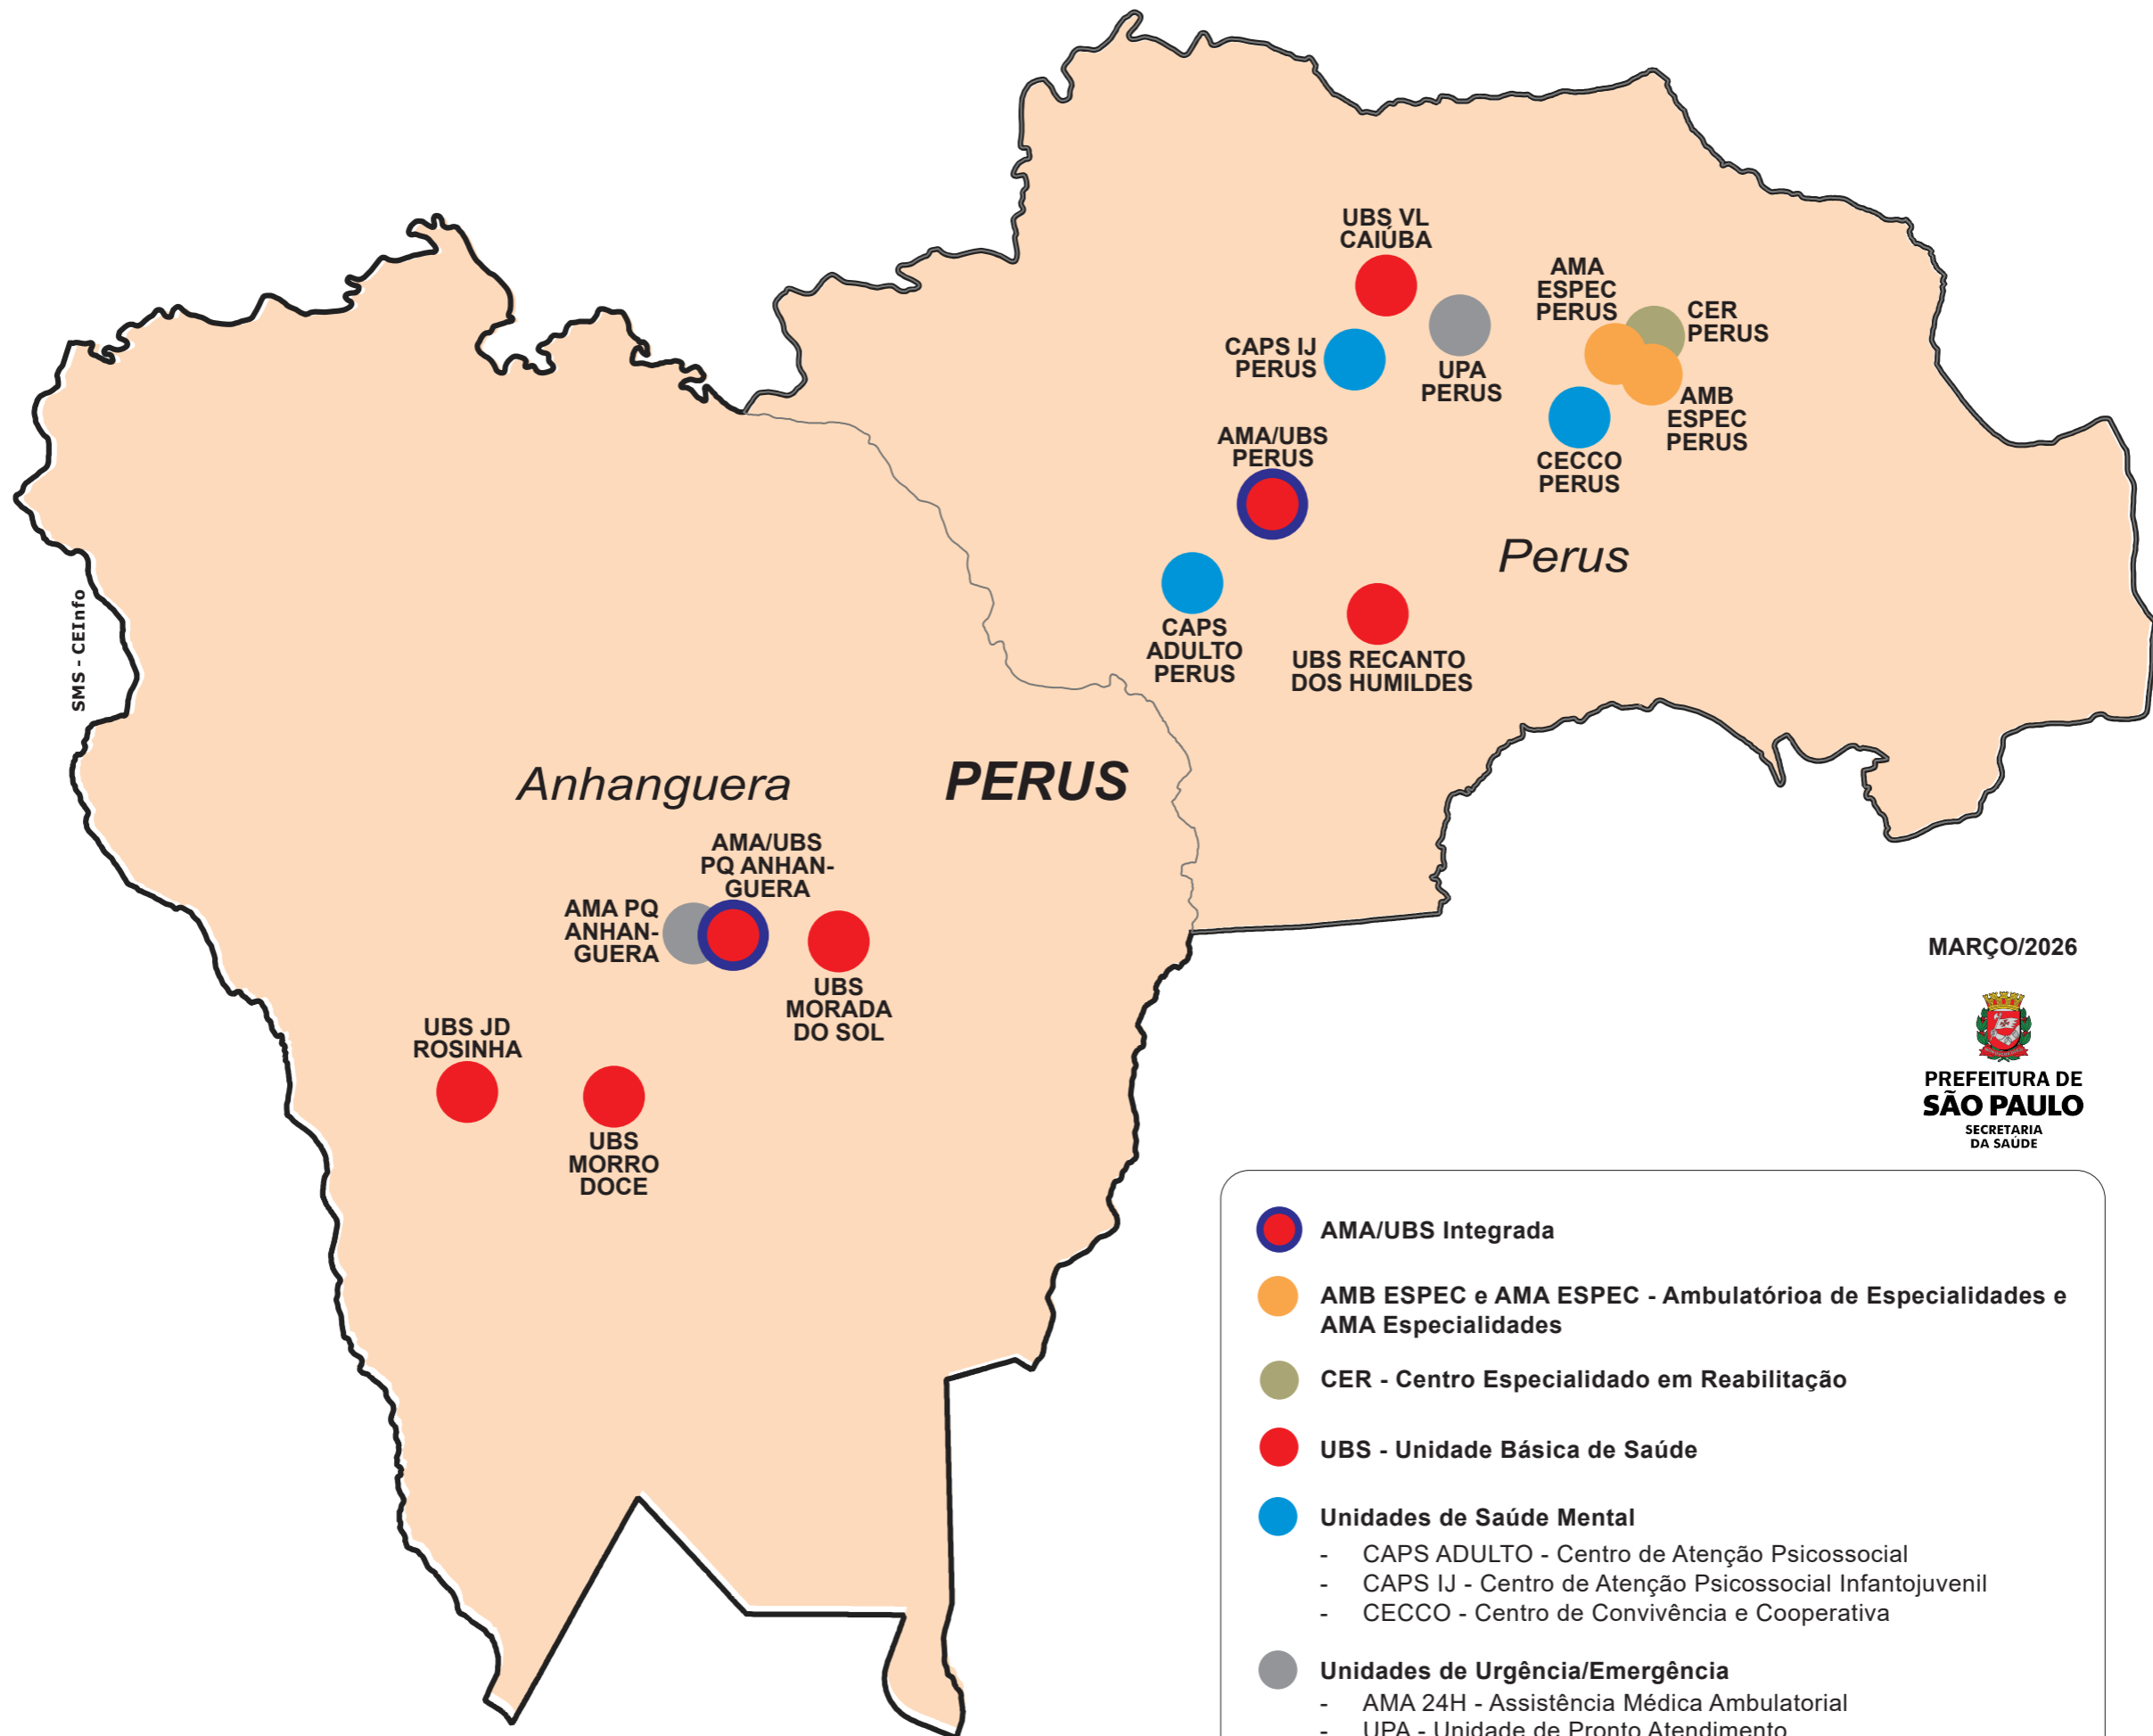 UBS VL
CAIÚBA
AMA
ESPEC
PERUS
CER
PERUS
CAPS IJ
PERUS
UPA
PERUS
AMB
ESPEC
PERUS
AMA/UBS
PERUS
CECCO
PERUS
Perus
CAPS
ADULTO
PERUS
UBS RECANTO
DOS HUMILDES
SMS - CEInfo
Anhanguera
PERUS
AMA/UBS
PQ ANHAN-
GUERA
AMA PQ
ANHAN-
GUERA
UBS
MORADA
DO SOL
UBS JD
ROSINHA
UBS
MORRO
DOCE
MARÇO/2026
PREFEITURA DE
SÃO PAULO
SECRETARIA
DA SAÚDE
AMA/UBS Integrada
AMB ESPEC e AMA ESPEC - Ambulatórioa de Especialidades e
AMA Especialidades
CER - Centro Especialidado em Reabilitação
UBS - Unidade Básica de Saúde
Unidades de Saúde Mental
- CAPS ADULTO - Centro de Atenção Psicossocial
- CAPS IJ - Centro de Atenção Psicossocial Infantojuvenil
- CECCO - Centro de Convivência e Cooperativa
Unidades de Urgência/Emergência
- AMA 24H - Assistência Médica Ambulatorial
- UPA - Unidade de Pronto Atendimento